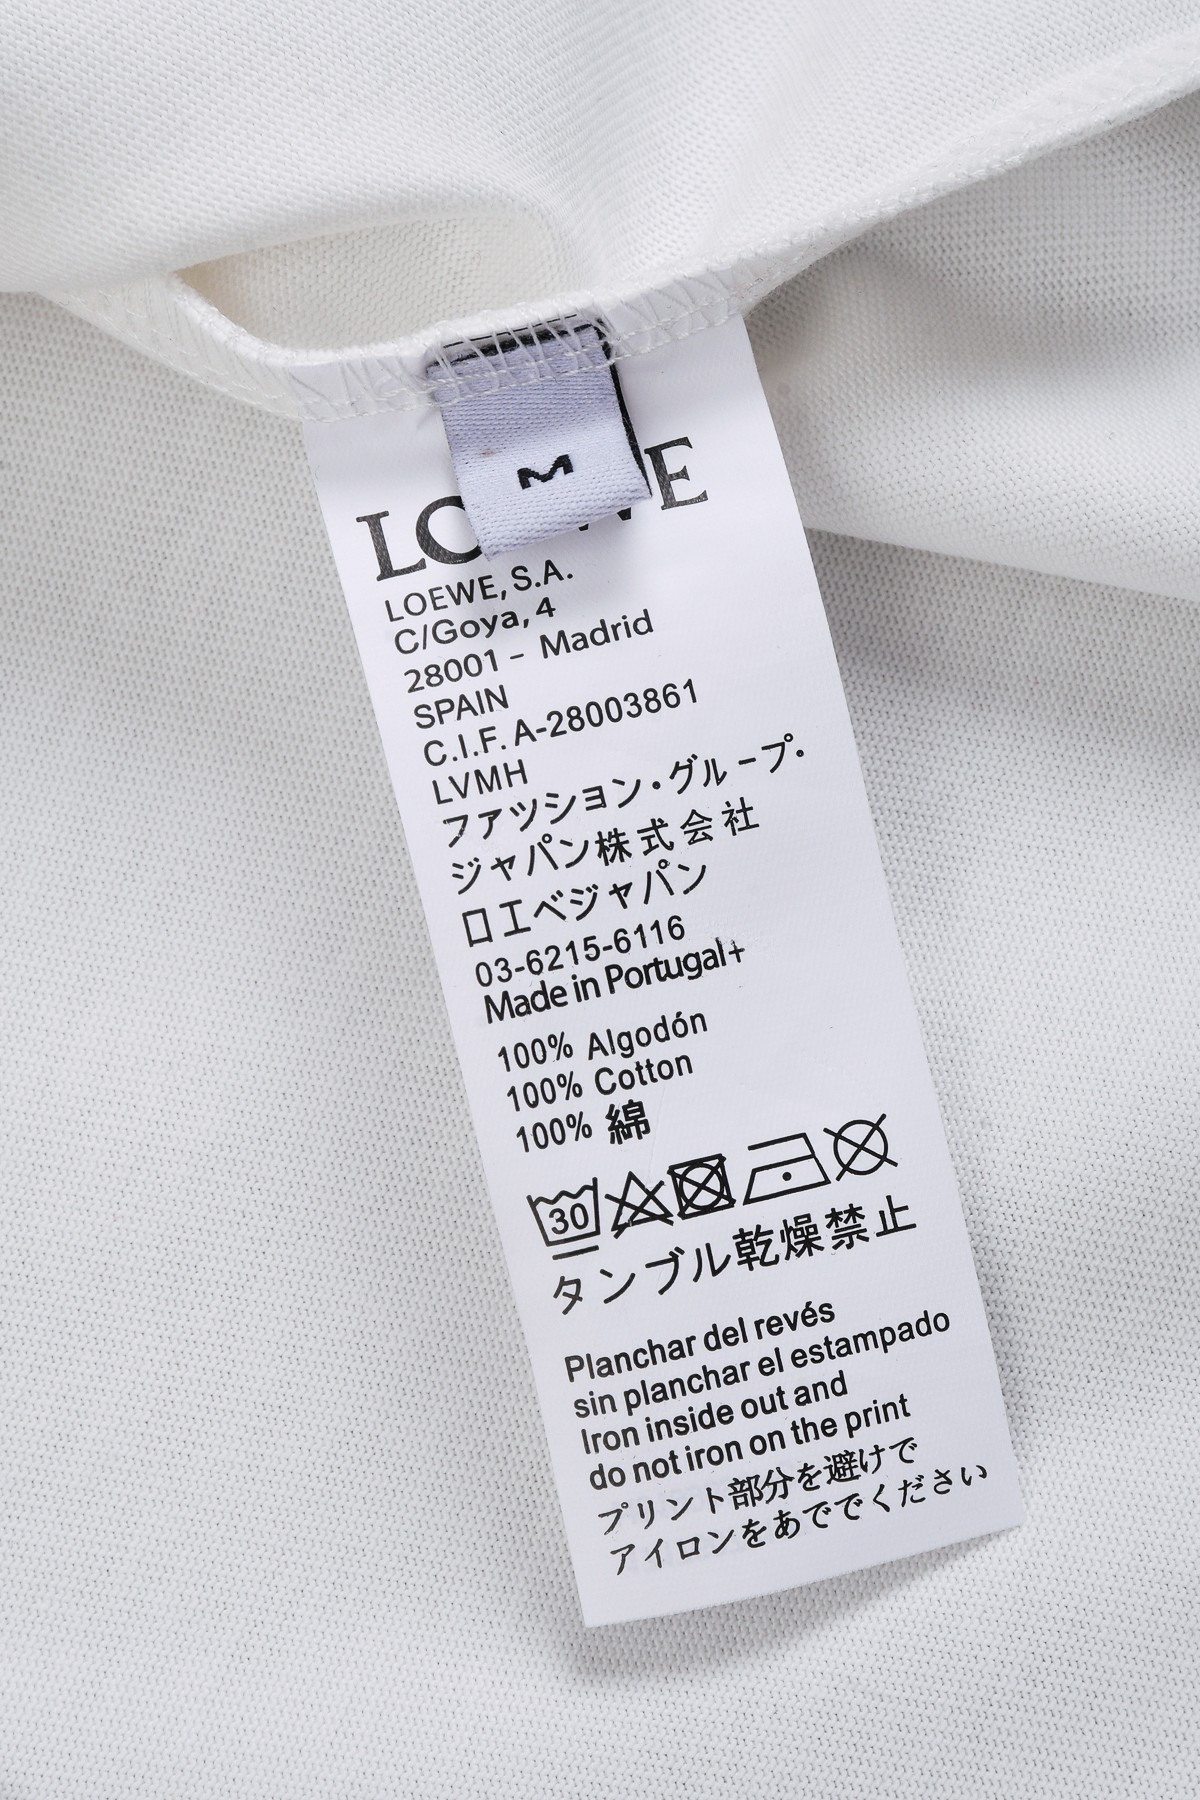 M
LOEWE
LOEWE, S.A.
C/Goya, 4
28001 - Madrid
SPAIN
C.I.F. A-28003861
LVMH
ファツション・グループ・
ジャパン株式会社
ロエベジャパン
03-6215-6116
Made in Portugal+
100% Algodón
100% Cotton
100% 綿
30
タンブル乾燥禁止
Planchar del revés
sin planchar el estampado
Iron inside out and
do not iron on the print
プリント部分を避けで
アイロンをあででください